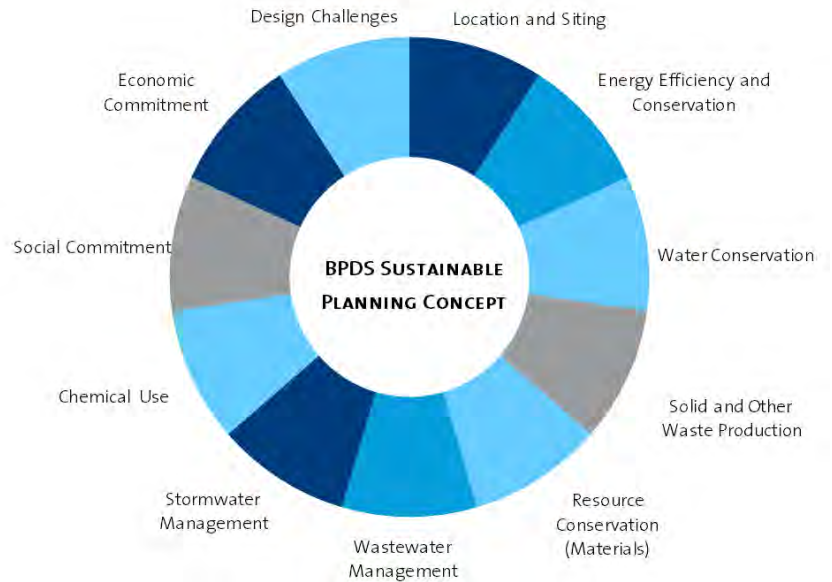 Design Challenges
Location and Siting
Economic
Commitment
Energy Efficiency and
Conservation
Social Commitment
Water Conservation
BPDS SUSTAINABLE
PLANNING CONCEPT
Chemical Use
Solid and Other
Waste Production
Stormwater
Management
Resource
Conservation
(Materials)
Wastewater
Management